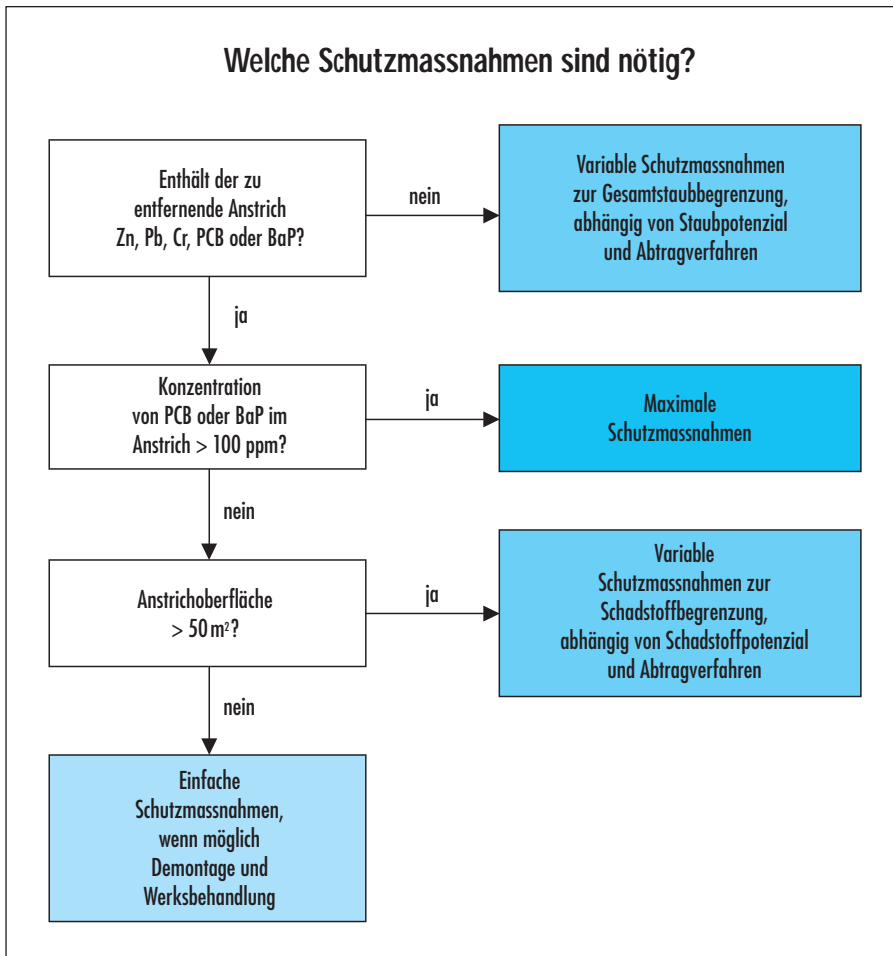 Welche Schutzmassnahmen sind nötig?
Enthält der zu
entfernende Anstrich
Zn, Pb, Cr, PCB oder BaP?
nein
Variable Schutzmassnahmen
zur Gesamtstaubbegrenzung,
abhängig von Staubpotenzial
und Abtragverfahren
ja
Konzentration
von PCB oder BaP im
Anstrich > 100 ppm?
ja
Maximale
Schutzmassnahmen
nein
Anstrichoberfläche
> 50 m²?
ja
Variable
Schutzmassnahmen zur
Schadstoffbegrenzung,
abhängig von Schadstoffpotenzial
und Abtragverfahren
nein
Einfache
Schutzmassnahmen,
wenn möglich
Demontage und
Werksbehandlung